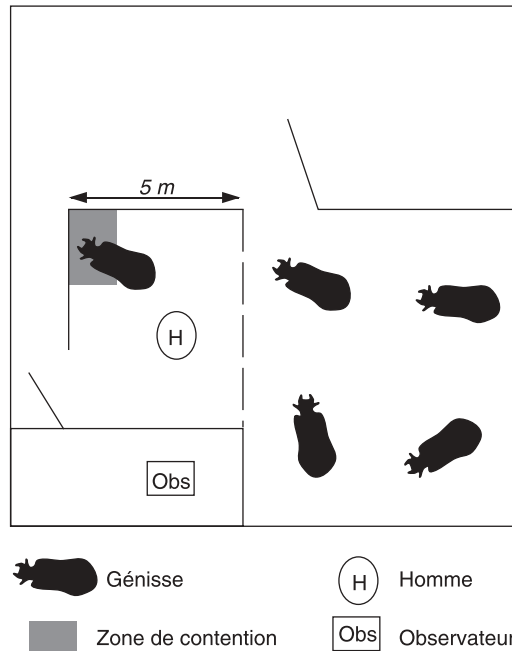 5 m
H
Obs
Génisse
H Homme
Zone de contention
Obs Observateur